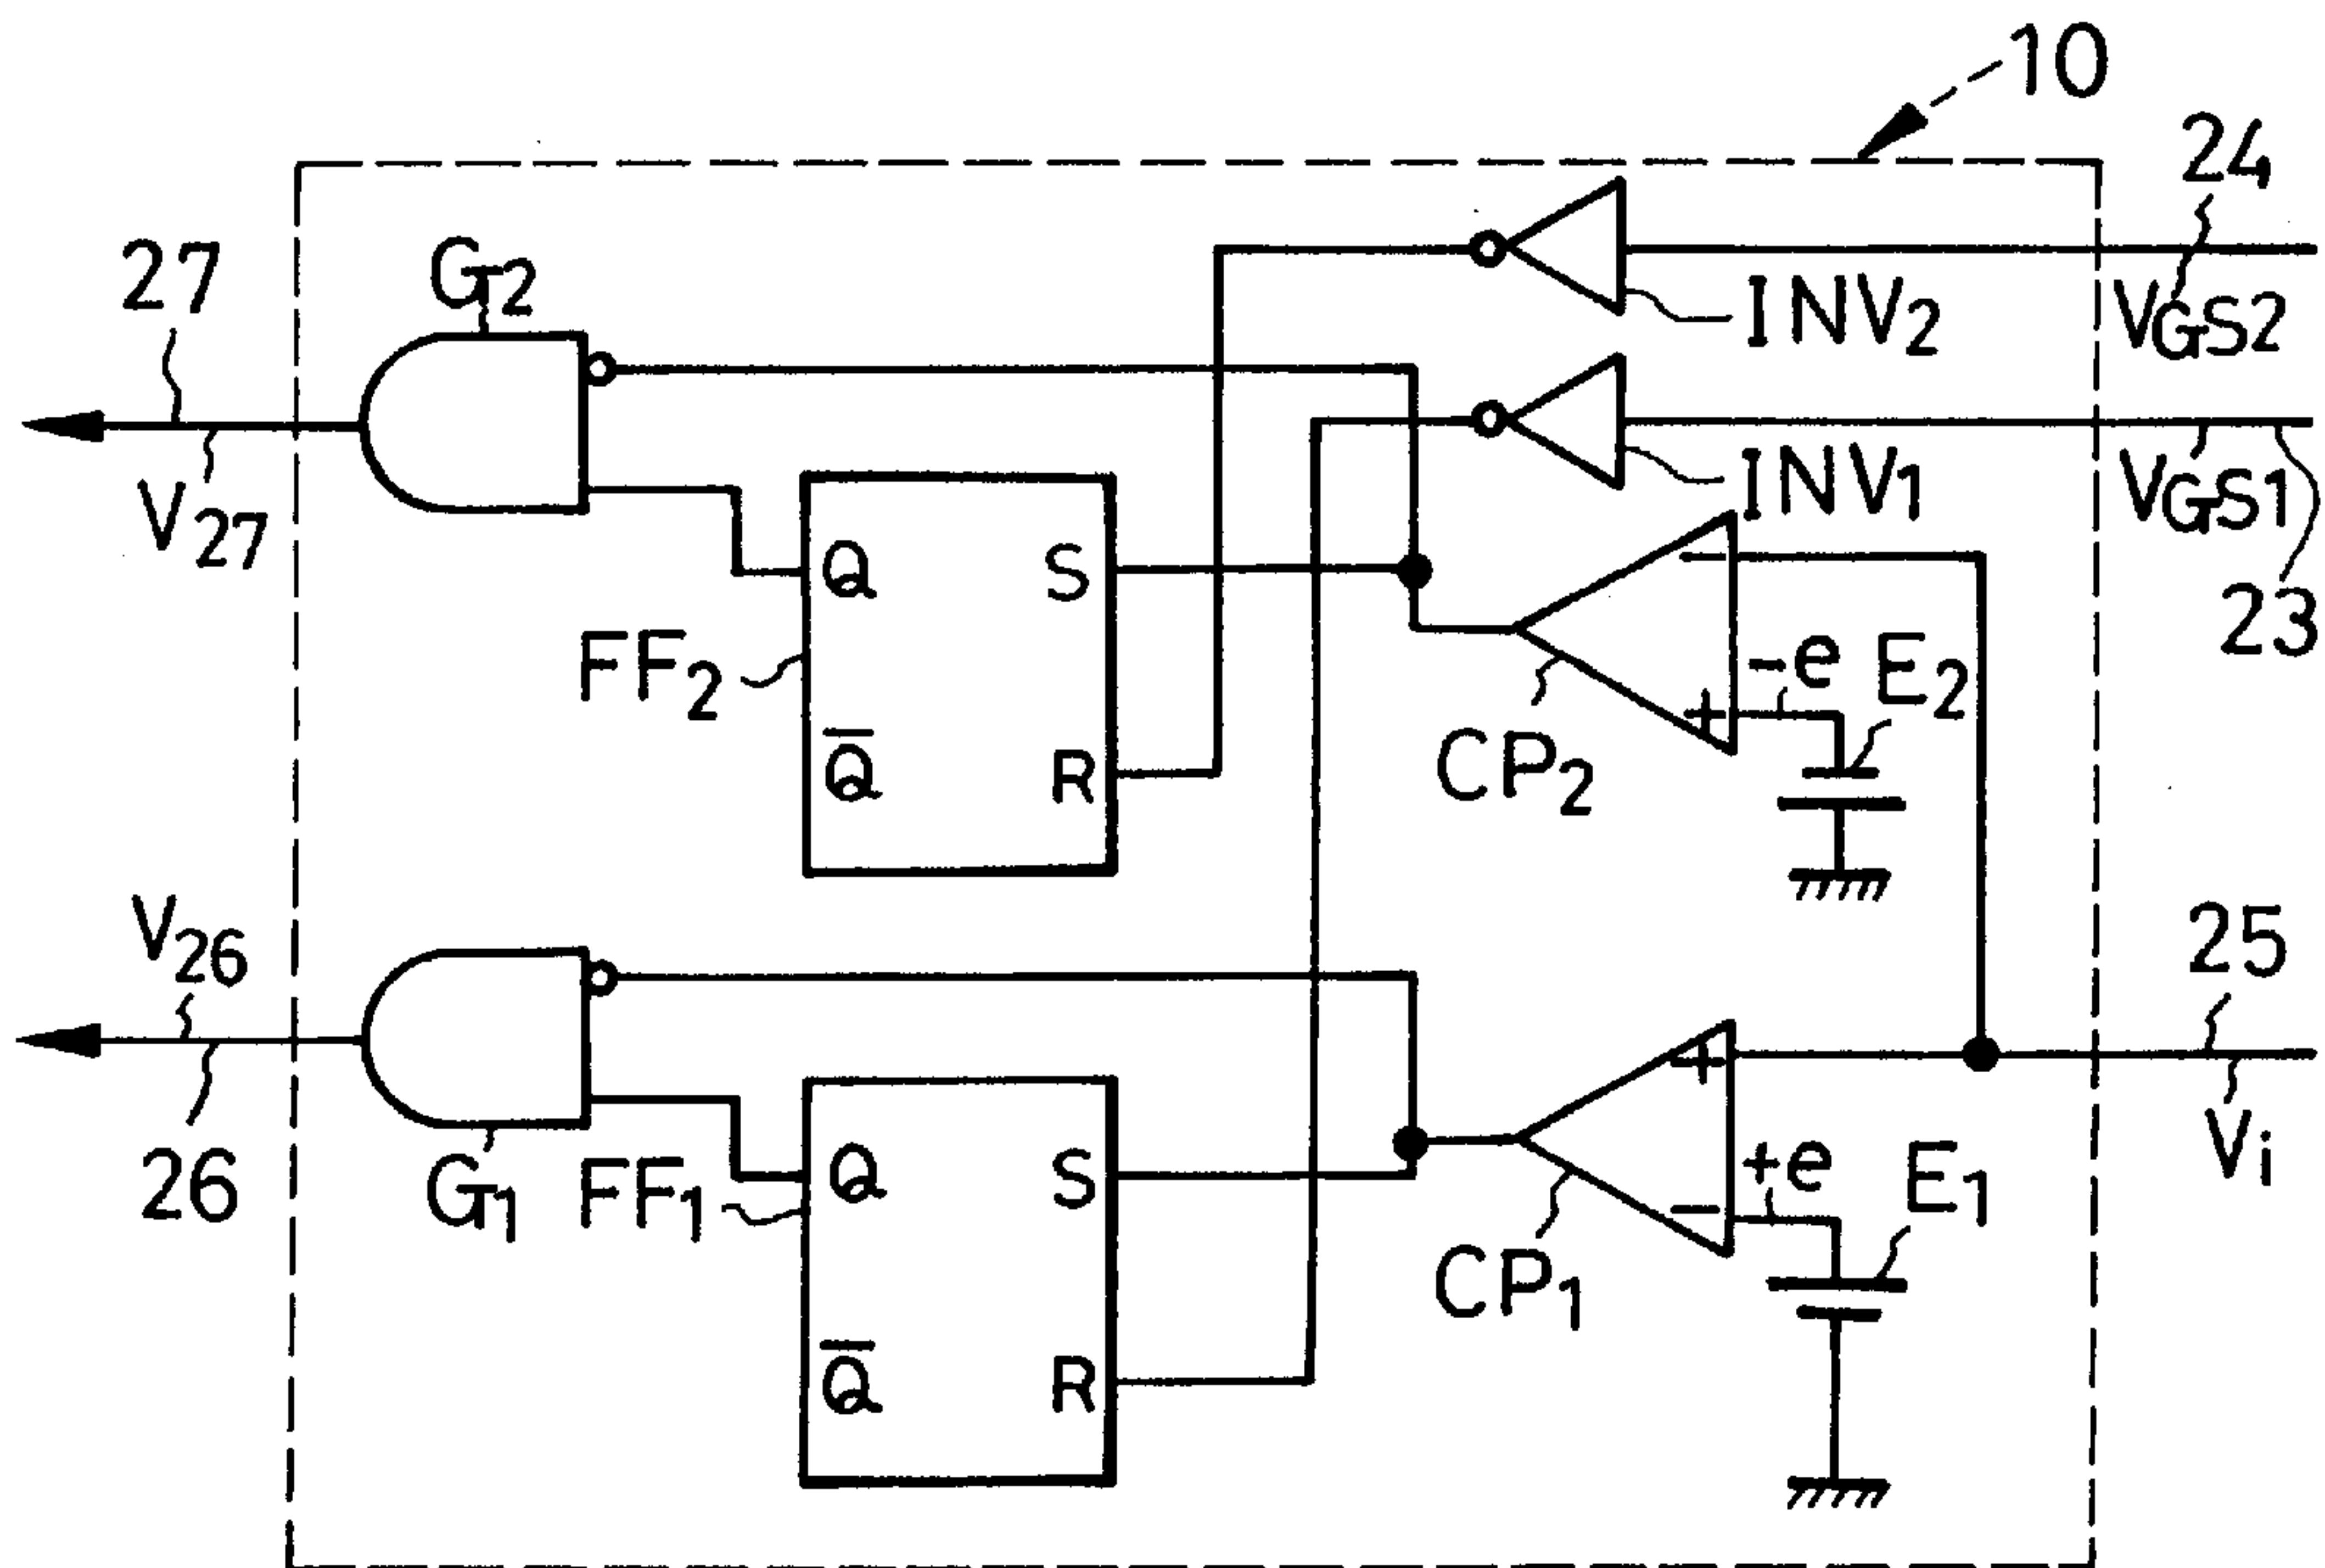 10
24
27
G2
INV2
VGS2
INV1
VGS1
V27
23
Q
S
FF2
-
-e
E2
+
CP2
Q̅
R
V26
25
+
Vi
26
G1
FF1
Q
S
+e
E1
-
CP1
Q̅
R